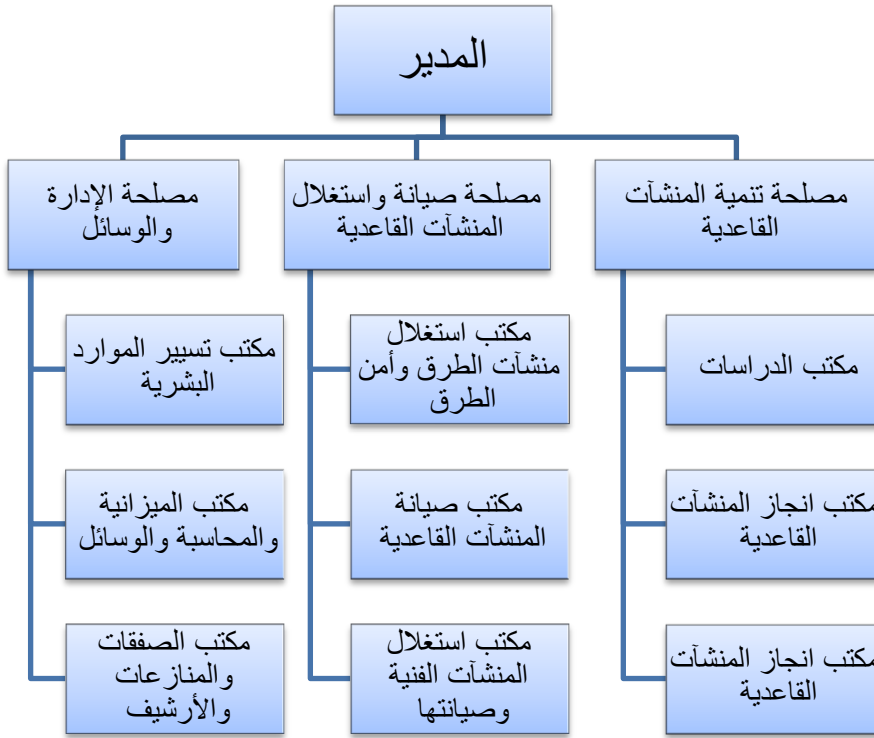 المدير
مصلحة تنمية المنشآت
القاعدية
مكتب الدراسات
مكتب انجاز المنشآت
القاعدية
مكتب انجاز المنشآت
القاعدية
مصلحة صيانة واستغلال
المنشآت القاعدية
مكتب استغلال
منشآت الطرق وأمن
الطرق
مكتب صيانة
المنشآت القاعدية
مكتب استغلال
المنشآت الفنية
وصيانتها
مصلحة الإدارة
والوسائل
مكتب تسيير الموارد
البشرية
مكتب الميزانية
والمحاسبة والوسائل
مكتب الصفقات
والمنازعات
والأرشيف